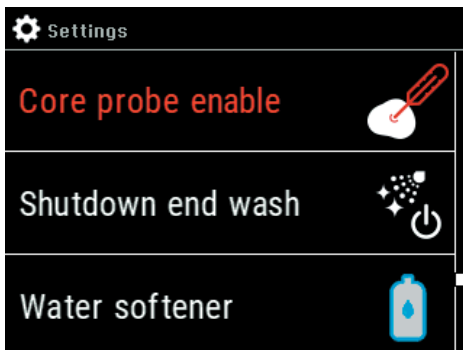 Settings
Core probe enable
Shutdown end wash
Water softener